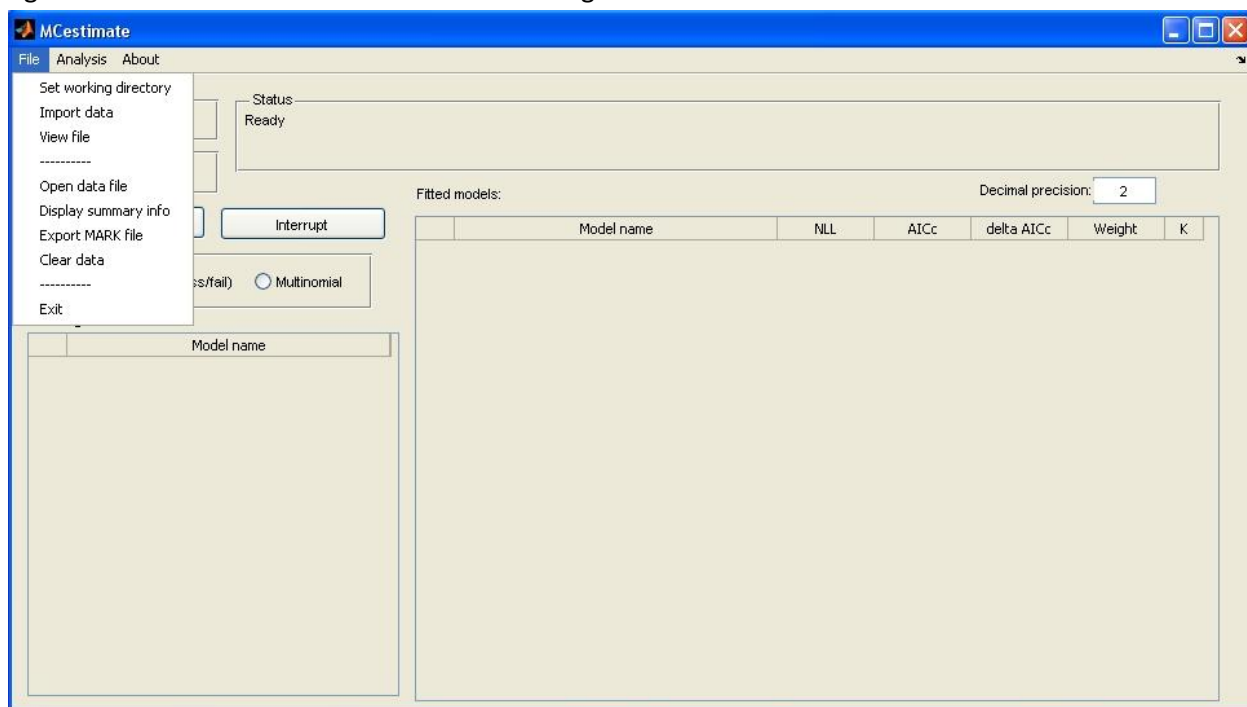 MCestimate
File Analysis About
Set working directory
Import data
View file
----------
Open data file
Display summary info
Export MARK file
Clear data
----------
Exit
Status
Ready
Interrupt
ss/fail) Multinomial
Model name
Fitted models:
Decimal precision: 2
Model name NLL AICc delta AICc Weight K